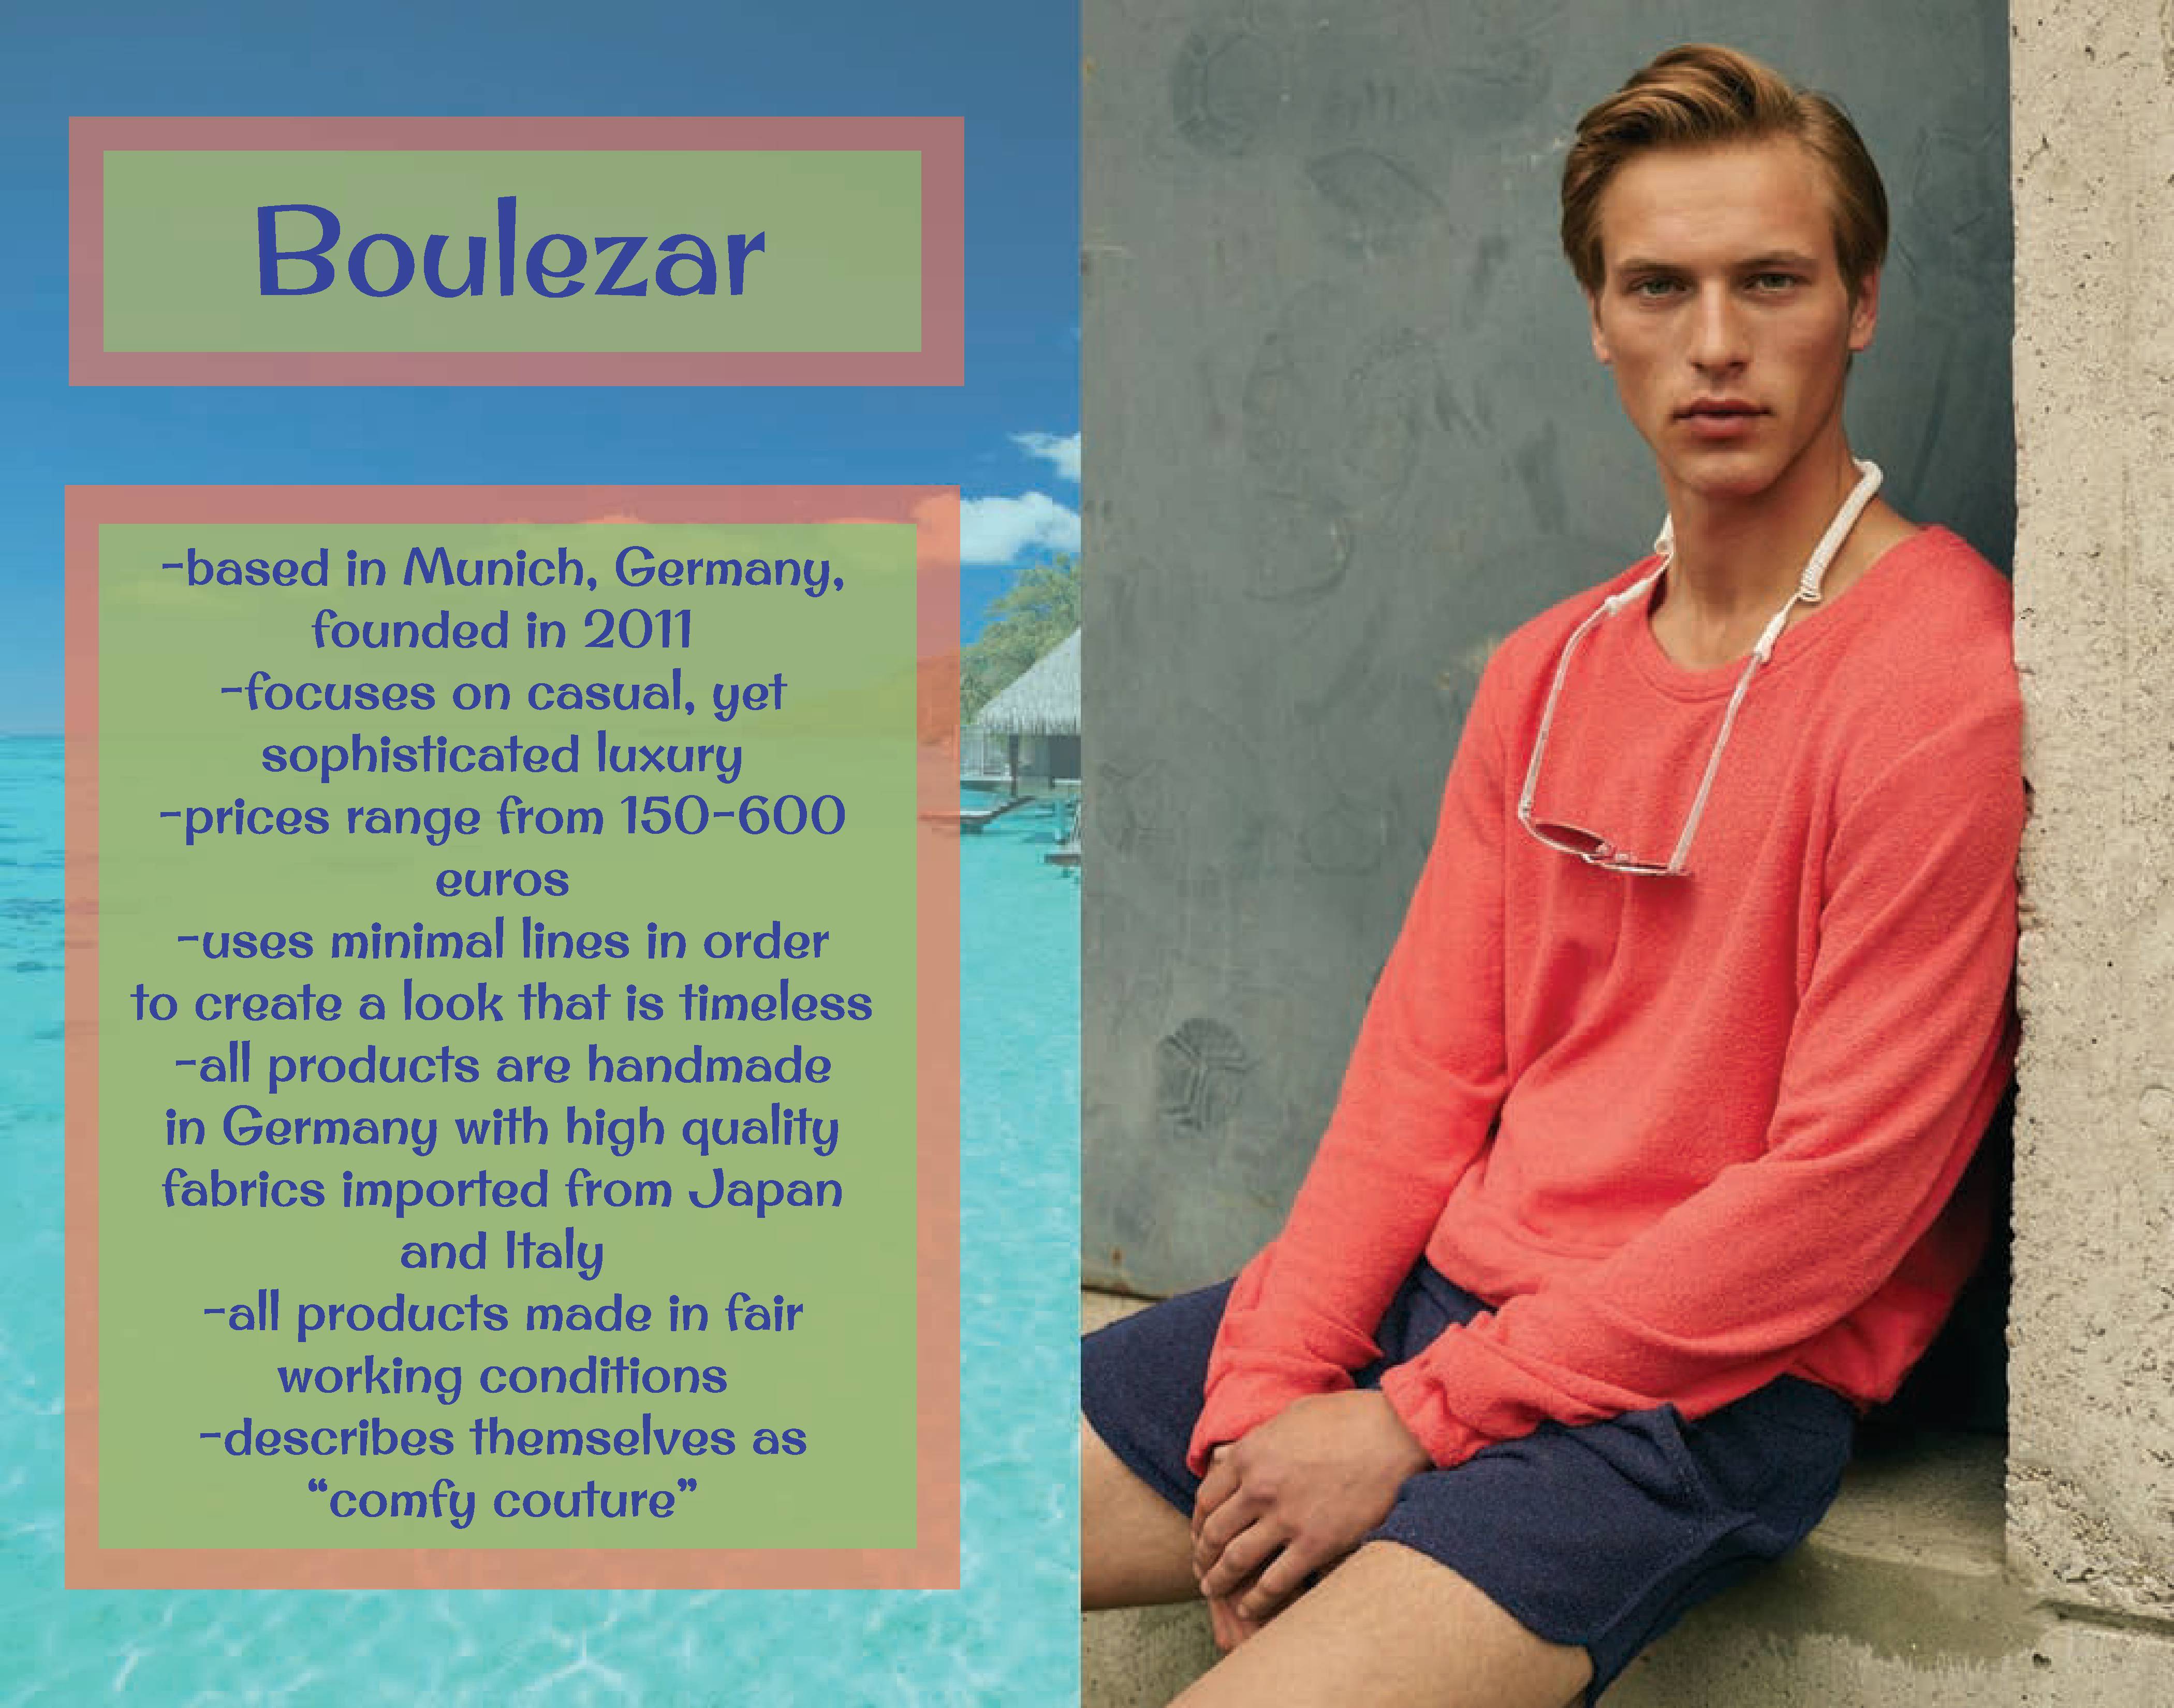 Boulezar
-based in Munich, Germany,
founded in 2011
-focuses on casual, yet
sophisticated luxury
-prices range from 150-600
euros
-uses minimal lines in order
to create a look that is timeless
-all products are handmade
in Germany with high quality
fabrics imported from Japan
and Italy
-all products made in fair
working conditions
-describes themselves as
“comfy couture”